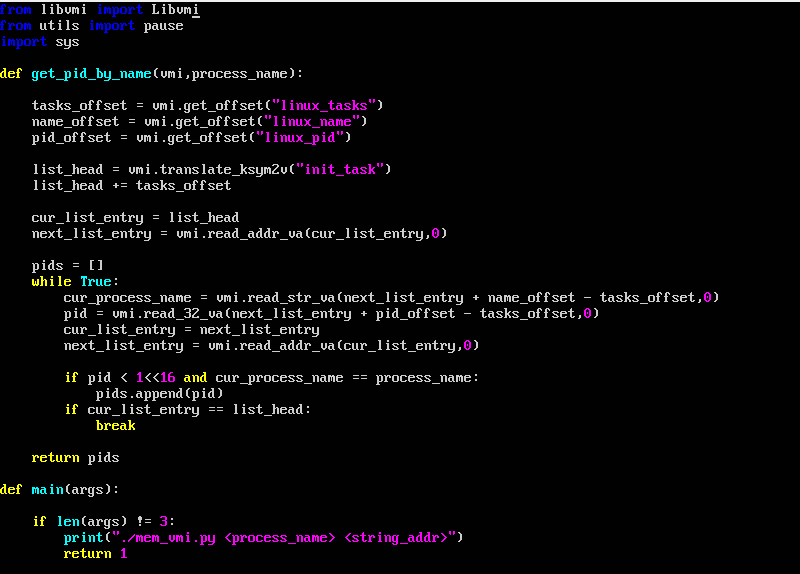 from libvmi import Libvmi
from utils import pause
import sys
def get_pid_by_name(vmi,process_name):
    tasks_offset = vmi.get_offset("linux_tasks")
    name_offset = vmi.get_offset("linux_name")
    pid_offset = vmi.get_offset("linux_pid")
    list_head = vmi.translate_ksym2v("init_task")
    list_head += tasks_offset
    cur_list_entry = list_head
    next_list_entry = vmi.read_addr_va(cur_list_entry,0)
    pids = []
    while True:
        cur_process_name = vmi.read_str_va(next_list_entry + name_offset - tasks_offset,0)
        pid = vmi.read_32_va(next_list_entry + pid_offset - tasks_offset,0)
        cur_list_entry = next_list_entry
        next_list_entry = vmi.read_addr_va(cur_list_entry,0)
        if pid < 1<<16 and cur_process_name == process_name:
            pids.append(pid)
        if cur_list_entry == list_head:
            break
    return pids
def main(args):
    if len(args) != 3:
        print("./mem_vmi.py <process_name> <string_addr>")
        return 1